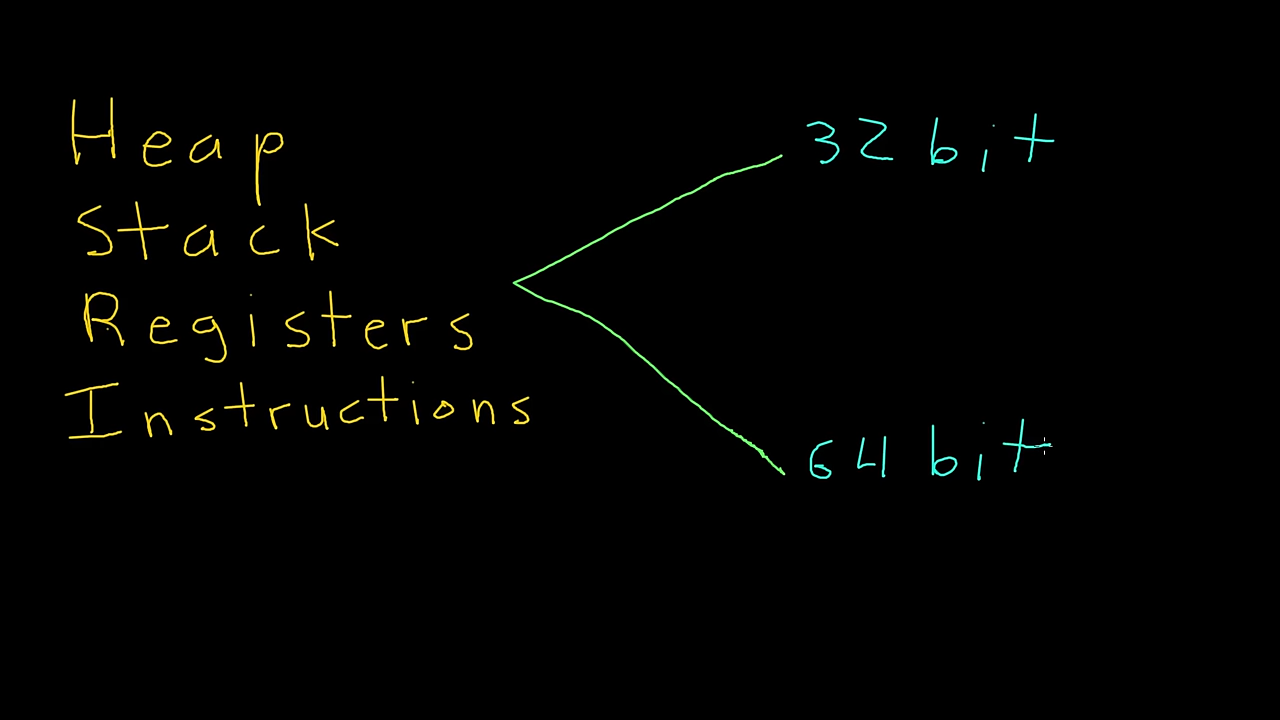 Heap
Stack
Registers
Instructions
32 bit
64 bit